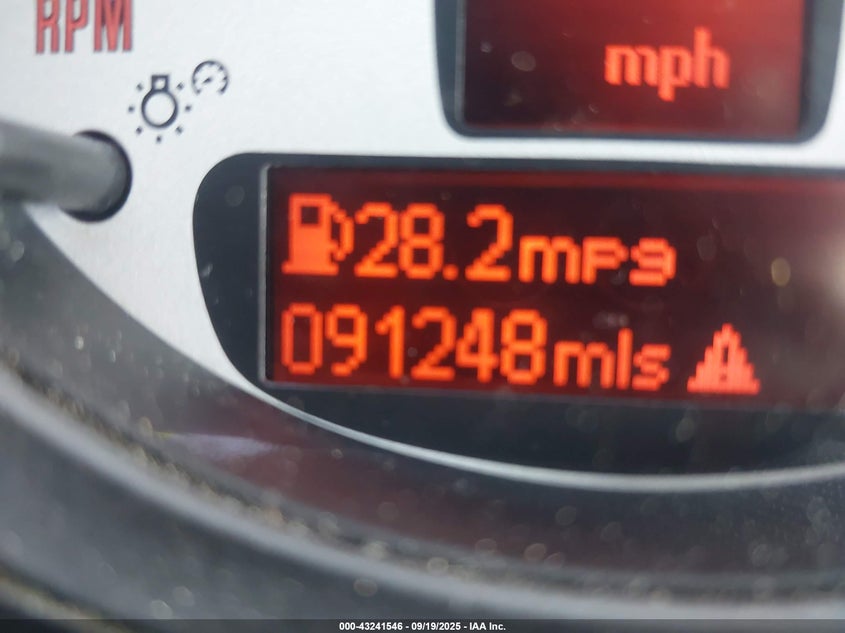 RPM
mph
28.2mpg
091248mls
000-43241546 - 09/19/2025 - IAA Inc.